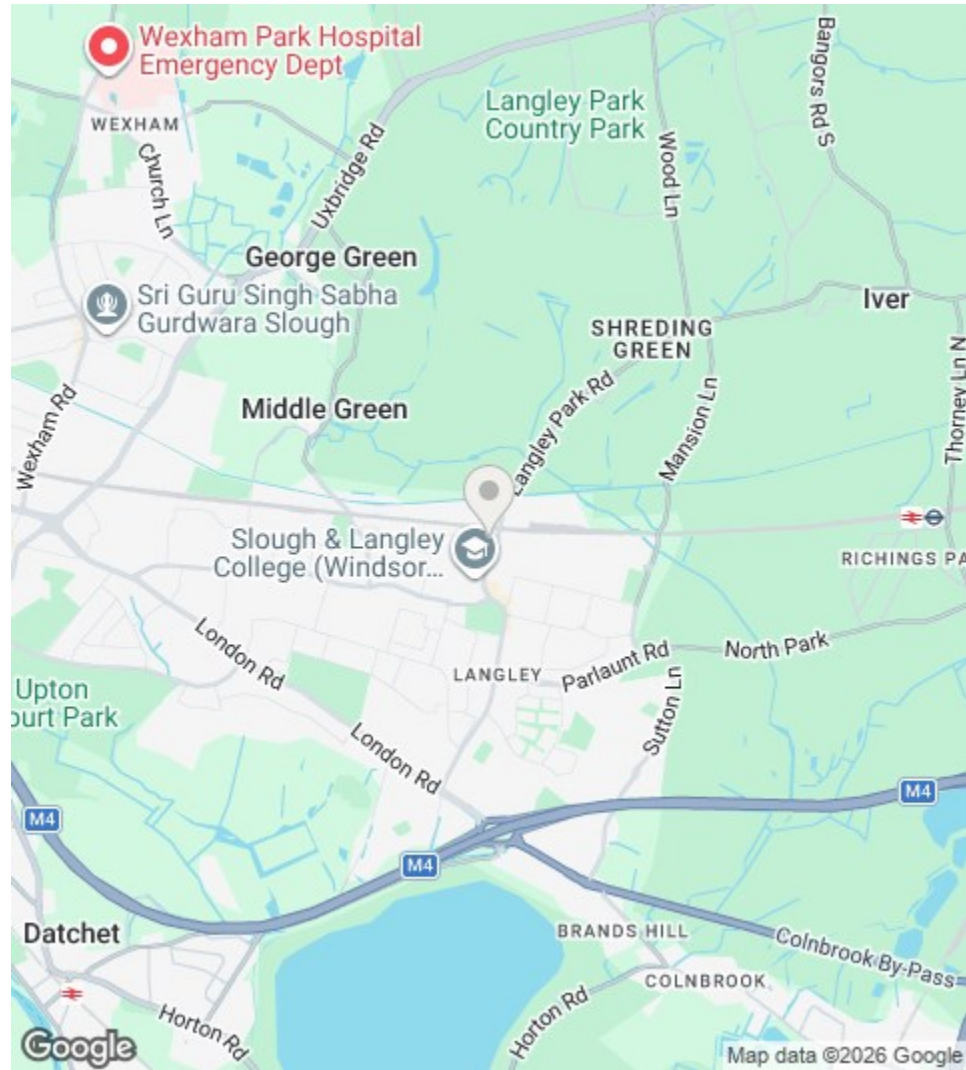 Wexham Park Hospital
Emergency Dept
WEXHAM
Church Ln
Uxbridge Rd
Langley Park
Country Park
Wood Ln
Bangors Rd S
George Green
Sri Guru Singh Sabha
Gurdwara Slough
SHREDING
GREEN
Iver
Wexham Rd
Middle Green
Langley Park Rd
Mansion Ln
Thorney Ln N
Slough & Langley
College (Windsor...
RICHINGS PA
London Rd
LANGLEY
Parlaunt Rd
North Park
Upton
ourt Park
Sutton Ln
London Rd
M4
M4
M4
Datchet
BRANDS HILL
Colnbrook By-Pass
COLNBROOK
Horton Rd
Horton Rd
Google
Map data ©2026 Google